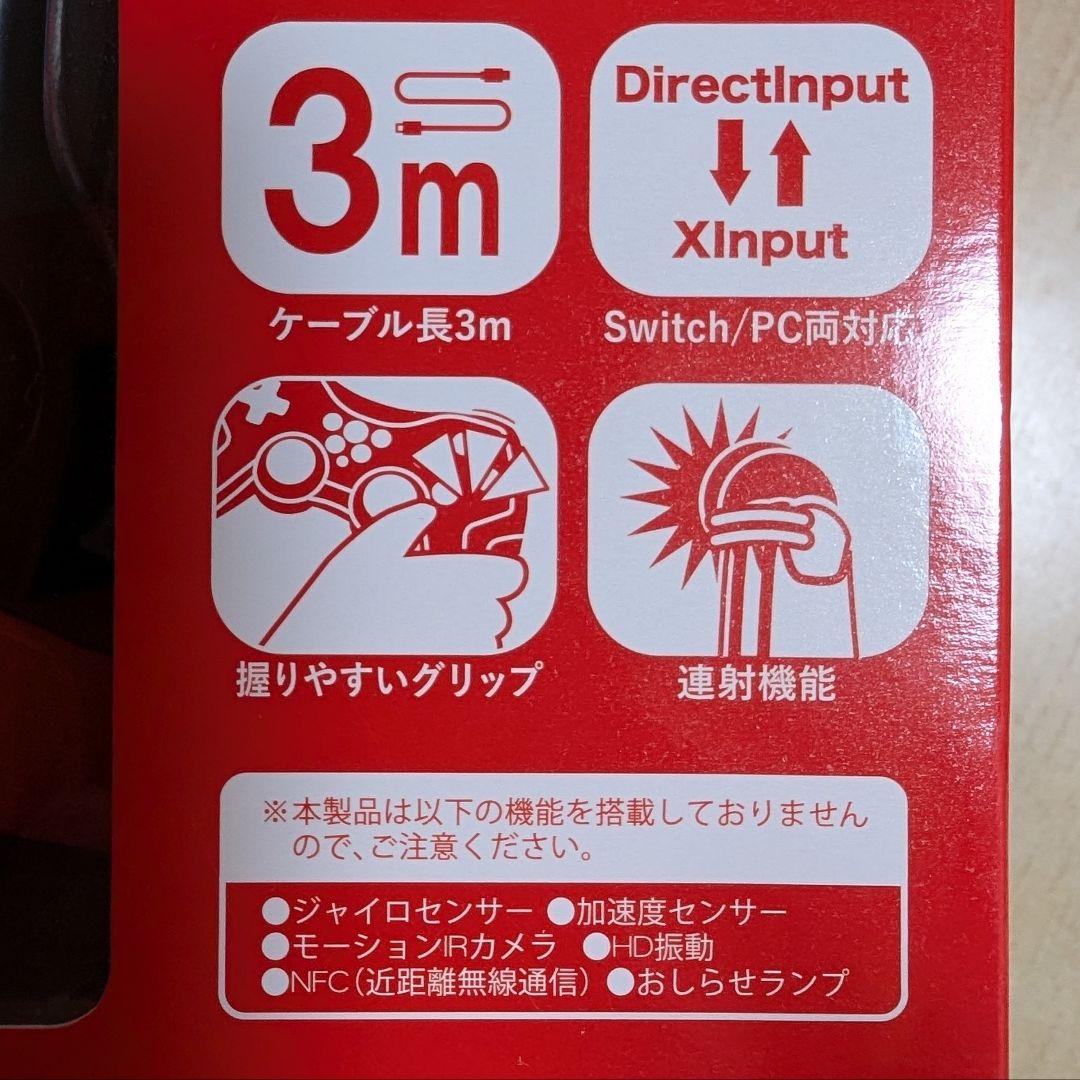 3m
DirectInput
XInput
ケーブル長3m
Switch/PC両対応
握りやすいグリップ
連射機能
※本製品は以下の機能を搭載しておりません
ので、ご注意ください。
●ジャイロセンサー ●加速度センサー
●モーションIRカメラ ●HD振動
●NFC（近距離無線通信） ●おしらせランプ